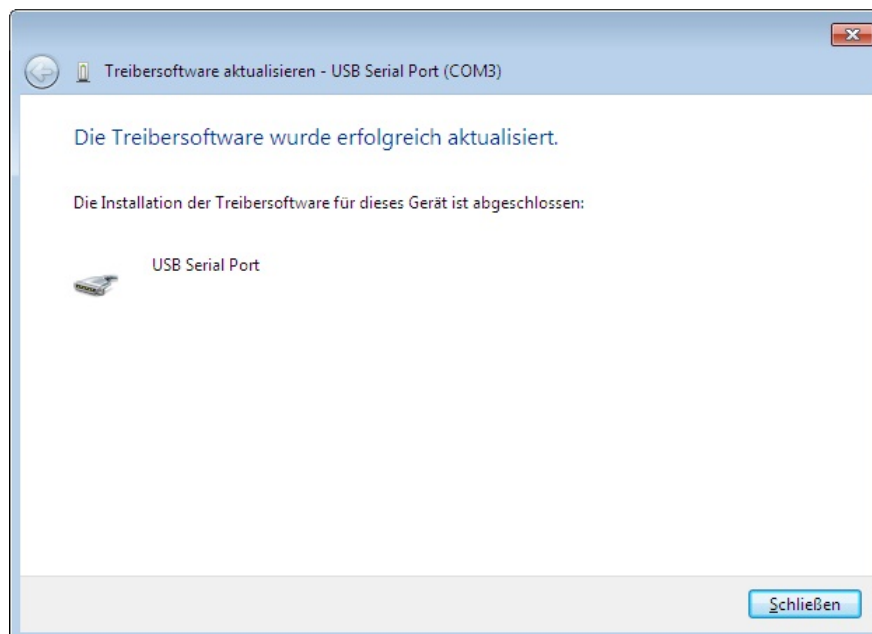 Treibersoftware aktualisieren - USB Serial Port (COM3)
Die Treibersoftware wurde erfolgreich aktualisiert.
Die Installation der Treibersoftware für dieses Gerät ist abgeschlossen:
USB Serial Port
Schließen